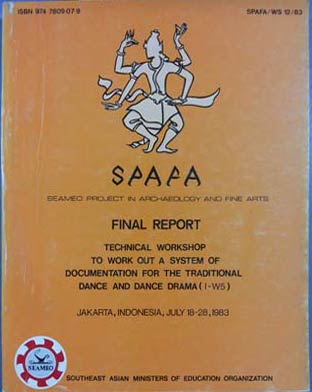 ISBN 974 7809-07-9
SPAFA/WS 12/83
SPAFA
SEAMEO PROJECT IN ARCHAEOLOGY AND FINE ARTS
FINAL REPORT
TECHNICAL WORKSHOP
TO WORK OUT A SYSTEM OF
DOCUMENTATION FOR THE TRADITIONAL
DANCE AND DANCE DRAMA (I-W5)
JAKARTA, INDONESIA, JULY 18-28, 1983
SEAMEO
SOUTHEAST ASIAN MINISTERS OF EDUCATION ORGANIZATION